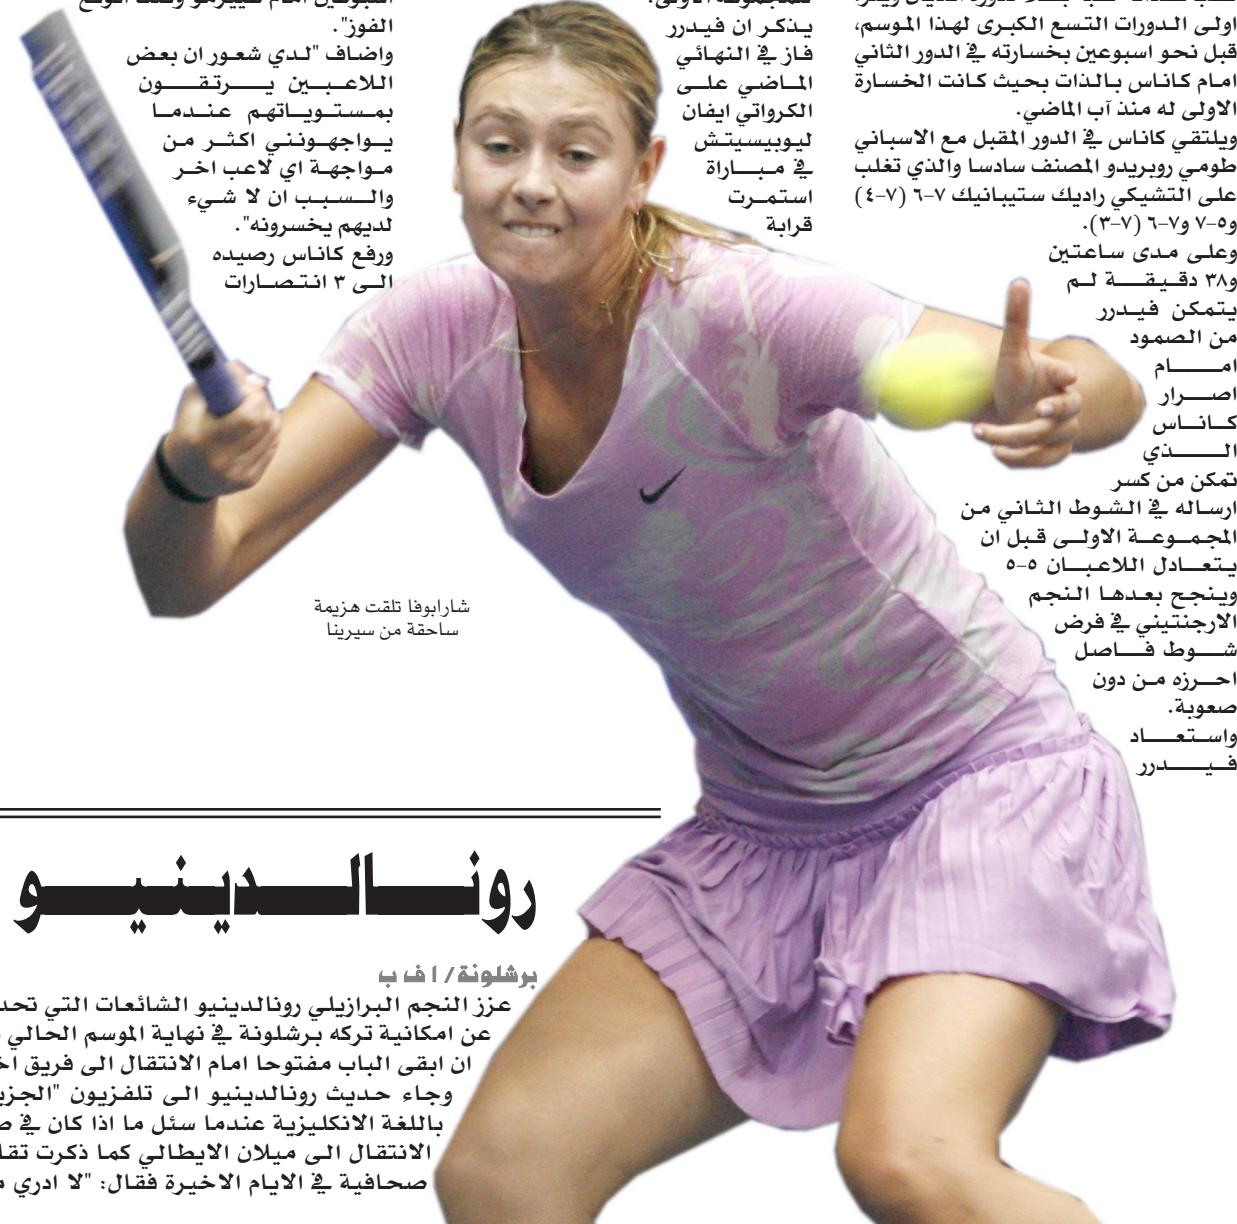 اولى الدورات التسع الكبرى لهذا الموسم،
قبل نحو اسبوعين بخسارته في الدور الثاني
امام كاناس بالذات بحيث كانت الخسارة
الاولى له منذ آب الماضي.
ويلتقي كاناس في الدور المقبل مع الاسباني
طومي روبريدو المصنف سادسا والذي تغلب
على التشيكي راديك ستيبانيك ٧-٦ (٧-٤)
و٥-٧ و٧-٦ (٧-٣).
وعلى مدى ساعتين
و٣٨ دقيقة لم
يتمكن فيدرر
من الصمود
امام
اصرار
كاناس
الذي
تمكن من كسر
ارساله في الشوط الثاني من
المجموعة الاولى قبل ان
يتعادل اللاعبان ٥-٥
وينجح بعدها النجم
الارجنتيني في فرض
شوط فاصل
احرزه من دون
صعوبة.
واستعاد
فيدرر
يذكر ان فيدرر
فاز في النهائي
الماضي على
الكرواتي ايفان
ليوبيسيتش
في مباراة
استمرت
قرابة
الفوز".
واضاف "لدي شعور ان بعض
اللاعبين يرتقون
بمستوياتهم عندما
يواجهونني اكثر من
مواجهة اي لاعب اخر
والسبب ان لا شيء
لديهم يخسرونه".
ورفع كاناس رصيده
الى ٣ انتصارات
شارابوفا تلقت هزيمة
ساحقة من سيرينا
رونالدينيو
برشلونة/ ا ف ب
عزز النجم البرازيلي رونالدينيو الشائعات التي
عن امكانية تركه برشلونة في نهاية الموسم الحالي
ان ابقى الباب مفتوحا امام الانتقال الى فريق
وجاء حديث رونالدينيو الى تلفزيون
باللغة الانكليزية عندما سئل ما اذا كان في
الانتقال الى ميلان الايطالي كما ذكرت
صحافية في الايام الاخيرة فقال: "لا ادري